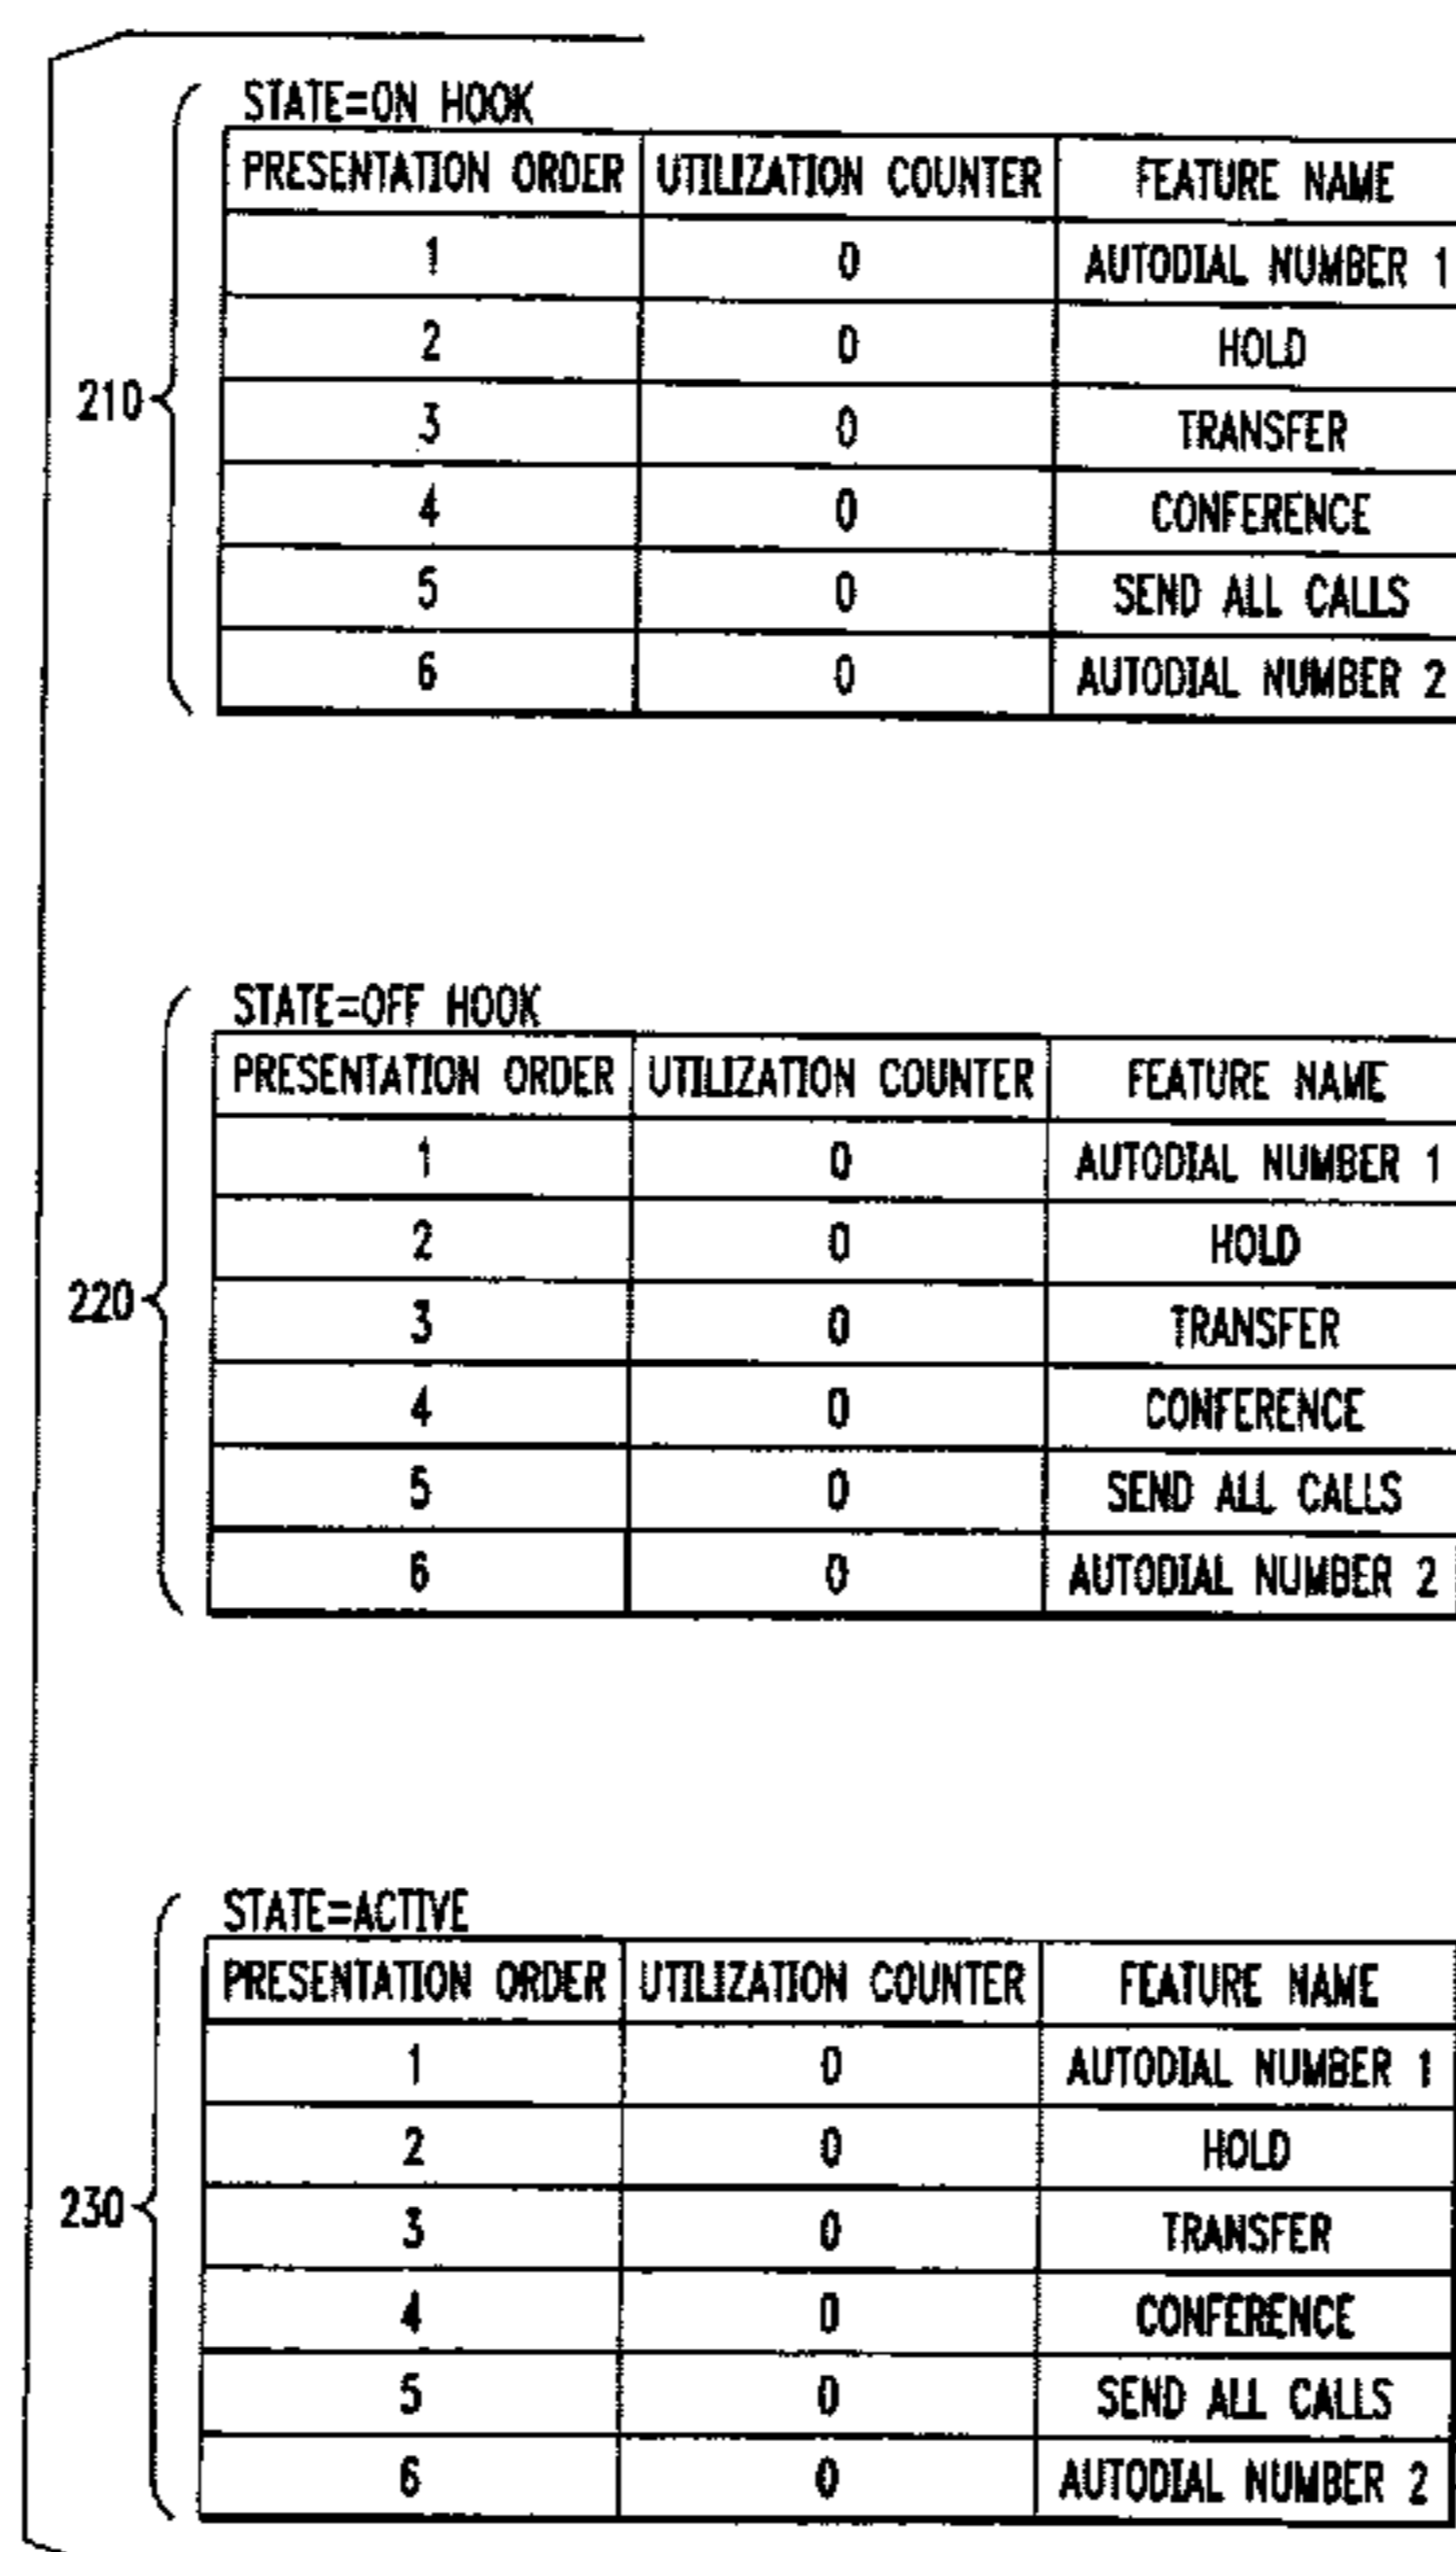 STATE=ON HOOK
PRESENTATION ORDER UTILIZATION COUNTER FEATURE NAME
1 0 AUTODIAL NUMBER 1
2 0 HOLD
210 3 0 TRANSFER
4 0 CONFERENCE
5 0 SEND ALL CALLS
6 0 AUTODIAL NUMBER 2
STATE=OFF HOOK
PRESENTATION ORDER UTILIZATION COUNTER FEATURE NAME
1 0 AUTODIAL NUMBER 1
2 0 HOLD
220 3 0 TRANSFER
4 0 CONFERENCE
5 0 SEND ALL CALLS
6 0 AUTODIAL NUMBER 2
STATE=ACTIVE
PRESENTATION ORDER UTILIZATION COUNTER FEATURE NAME
1 0 AUTODIAL NUMBER 1
2 0 HOLD
230 3 0 TRANSFER
4 0 CONFERENCE
5 0 SEND ALL CALLS
6 0 AUTODIAL NUMBER 2